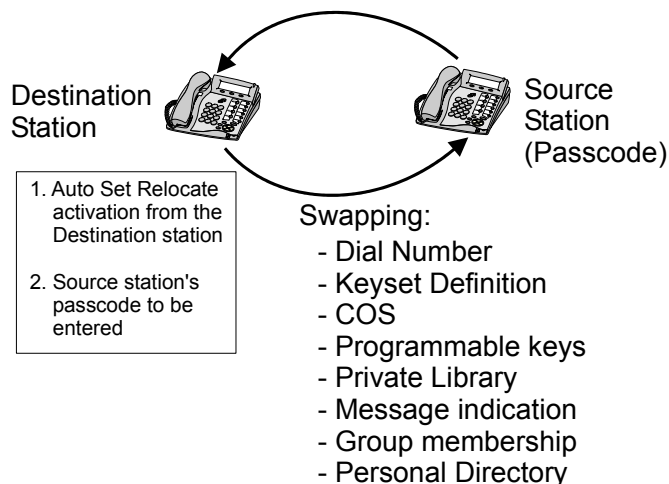 Destination
Station
Source
Station
(Passcode)
1. Auto Set Relocate
activation from the
Destination station
2. Source station's
passcode to be
entered
Swapping:
- Dial Number
- Keyset Definition
- COS
- Programmable keys
- Private Library
- Message indication
- Group membership
- Personal Directory